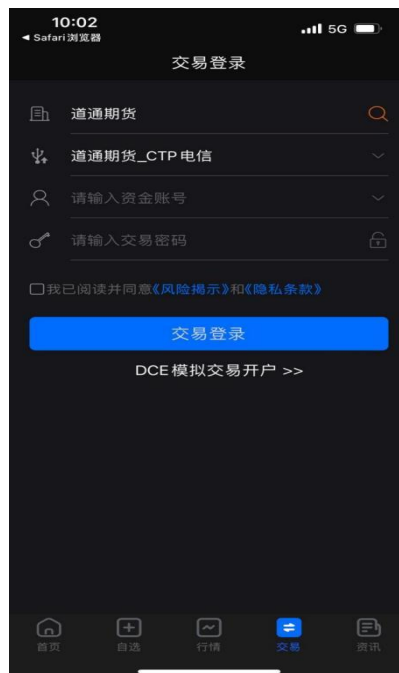 10:02
5G
◄ Safari浏览器
交易登录
道通期货
道通期货_CTP电信
请输入资金账号
请输入交易密码
我已阅读并同意《风险揭示》和《隐私条款》
交易登录
DCE模拟交易开户 >>
首页 自选 行情 交易 资讯